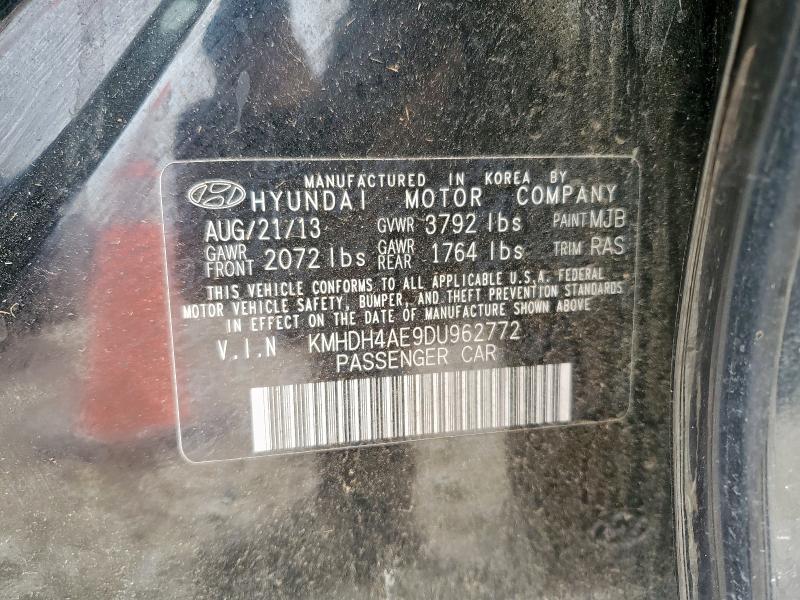 MANUFACTURED IN KOREA BY
HYUNDAI MOTOR COMPANY
AUG/21/13 GVWR 3792 lbs PAINT MJB
GAWR FRONT 2072 lbs GAWR REAR 1764 lbs TRIM RAS
THIS VEHICLE CONFORMS TO ALL APPLICABLE U.S.A. FEDERAL
MOTOR VEHICLE SAFETY, BUMPER, AND THEFT PREVENTION STANDARDS
IN EFFECT ON THE DATE OF MANUFACTURE SHOWN ABOVE
V.I.N KMHDH4AE9DU962772
PASSENGER CAR